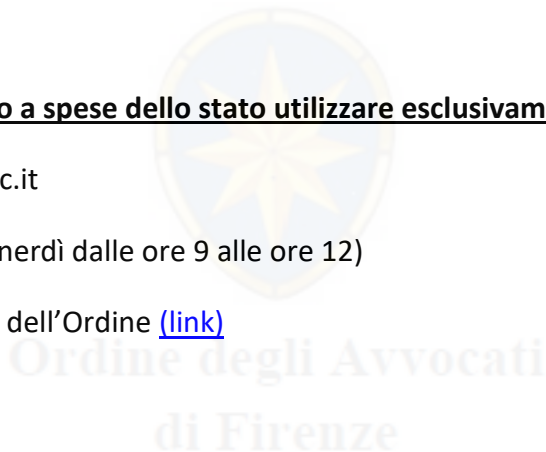 o a spese dello stato utilizzare esclusivam
c.it
nerdì dalle ore 9 alle ore 12)
dell’Ordine (link)
Ordine degli Avvocati
di Firenze